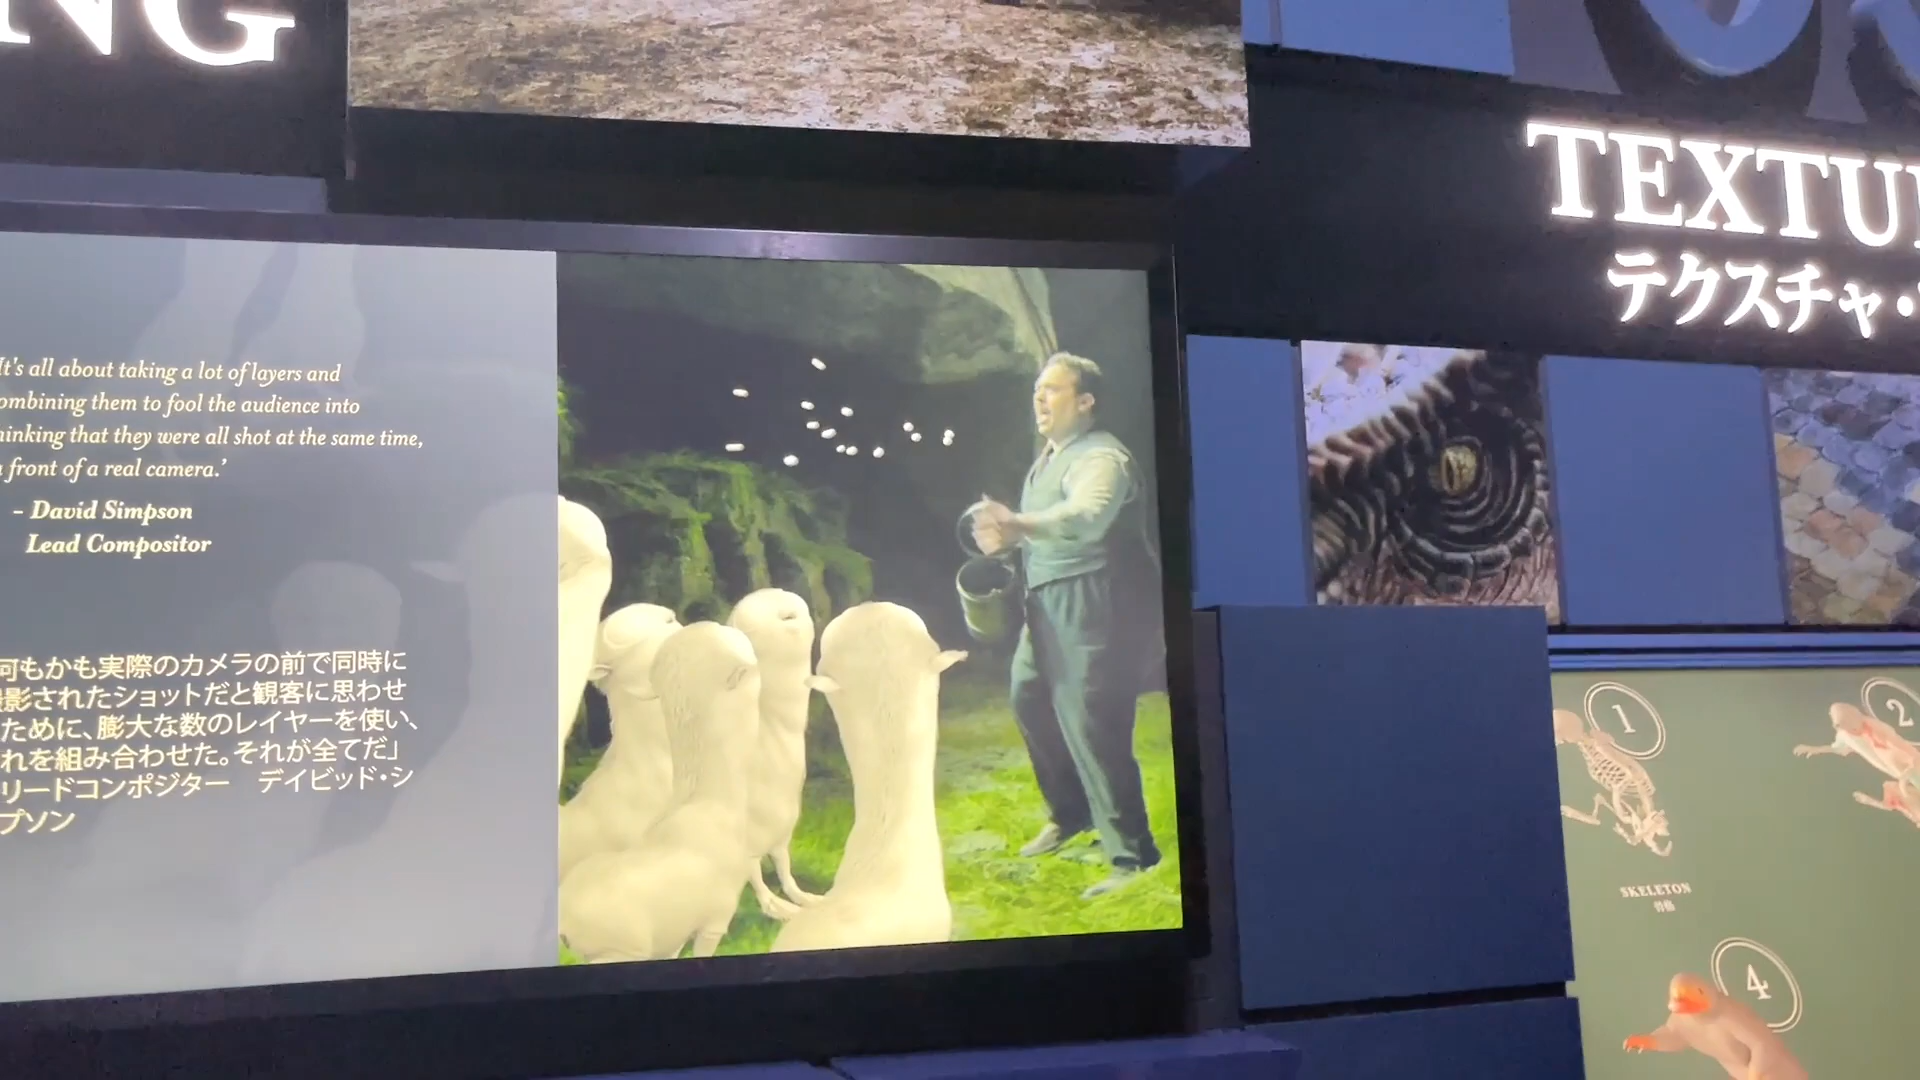 NG
It's all about taking a lot of layers and
ombining them to fool the audience into
hinking that they were all shot at the same time,
front of a real camera.’
- David Simpson
Lead Compositor
何もかも実際のカメラの前で同時に
影されたショットだと観客に思わせ
ために、膨大な数のレイヤーを使い、
れを組み合わせた。それが全てだ」
リードコンポジター　デイビッド・シ
プソン
TEXTU
テクスチャ・
1
2
SKELETON
骨格
4